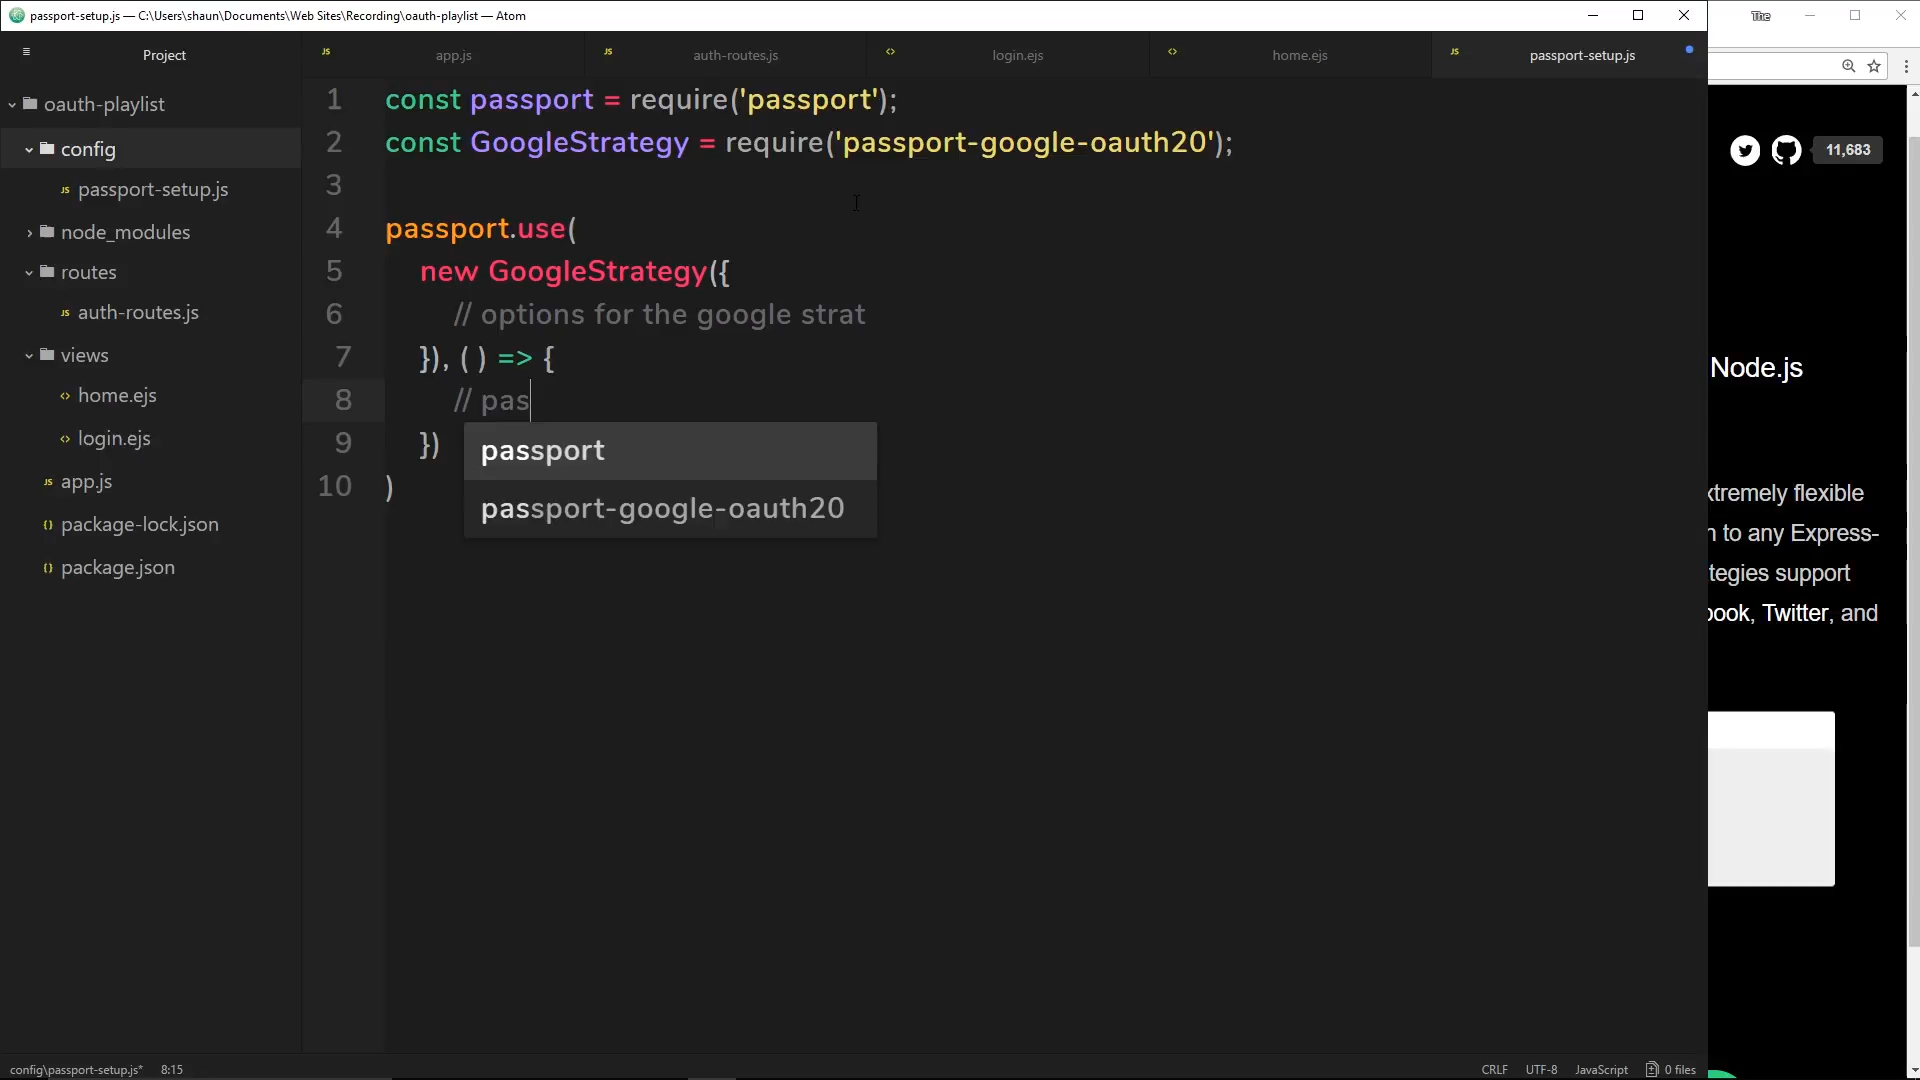 passport-setup.js — C:\Users\shaun\Documents\Web Sites\Recording\oauth-playlist — Atom
The
Project
app.js
auth-routes.js
login.ejs
home.ejs
passport-setup.js
oauth-playlist
config
passport-setup.js
node_modules
routes
auth-routes.js
views
home.ejs
login.ejs
app.js
package-lock.json
package.json
1 const passport = require('passport');
2 const GoogleStrategy = require('passport-google-oauth20');
3
4 passport.use(
5 new GoogleStrategy({
6 // options for the google strat
7 }), ( ) => {
8 // pas
9 })
10 )
passport
passport-google-oauth20
11,683
Node.js
xtremely flexible
n to any Express-
tegies support
book, Twitter, and
config\passport-setup.js* 8:15
CRLF UTF-8 JavaScript 0 files